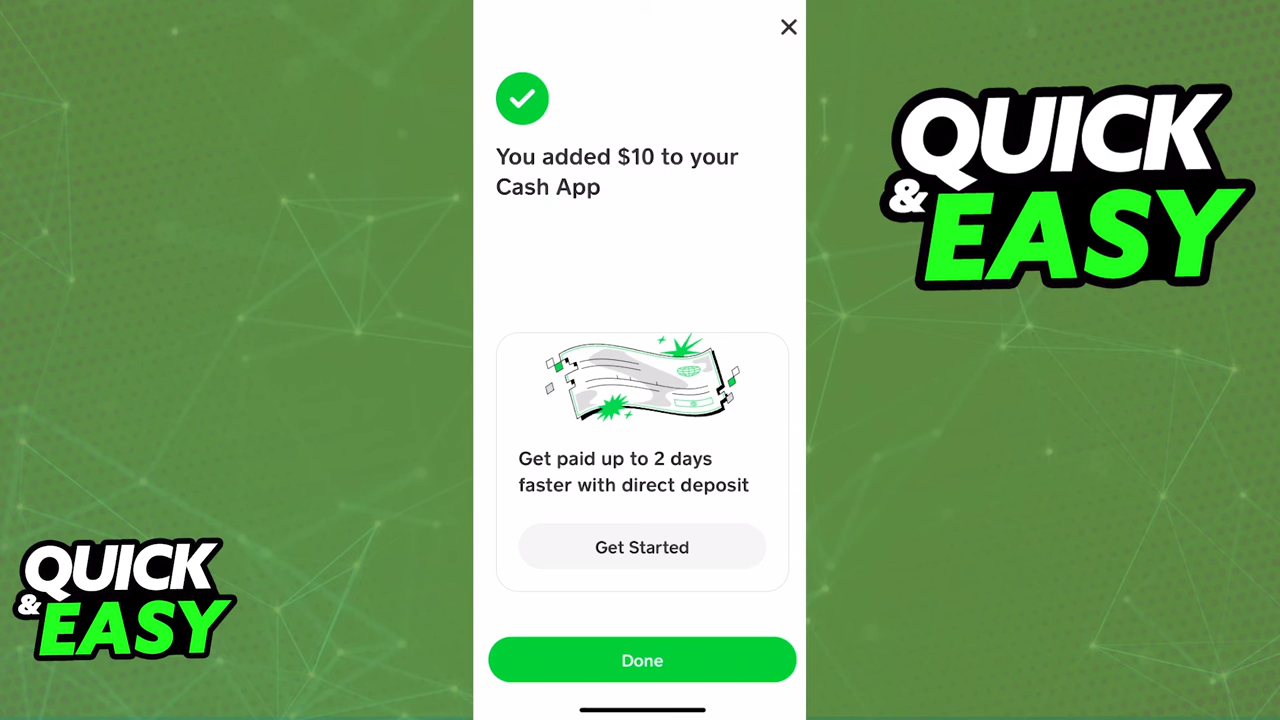 You added $10 to your
Cash App
Get paid up to 2 days
faster with direct deposit
Get Started
Done
QUICK
& EASY
QUICK
& EASY